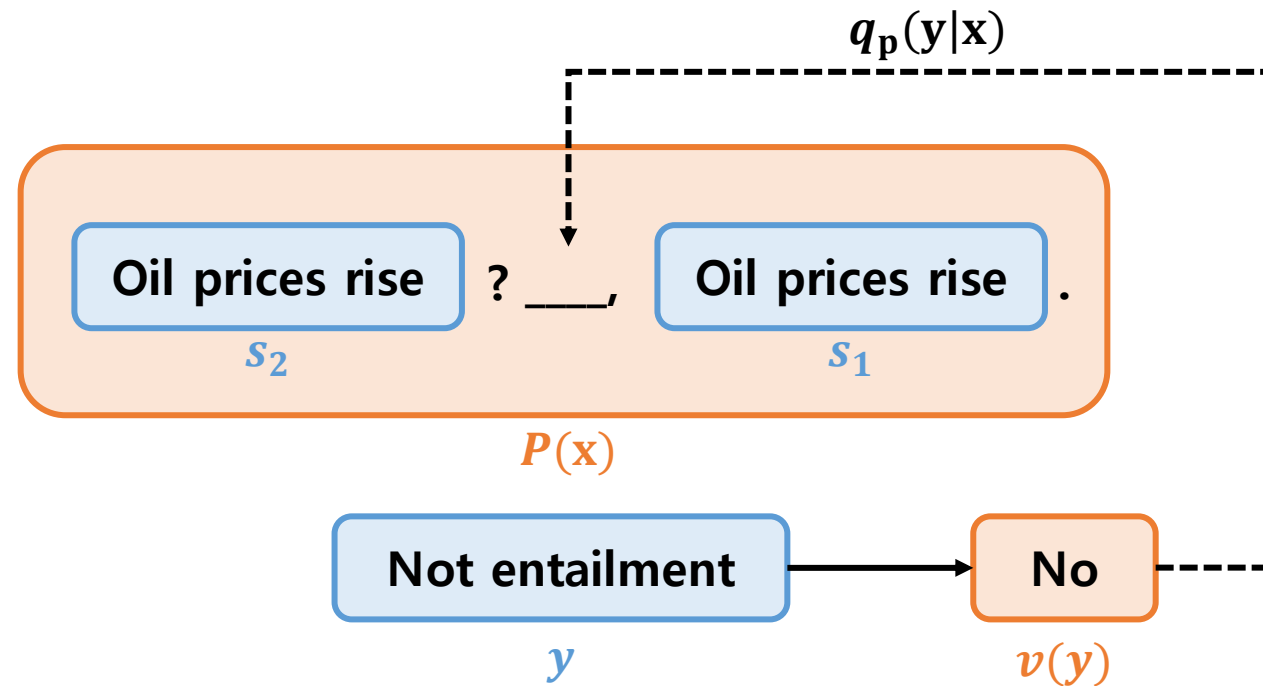 q_p(y|x)
Oil prices rise ? ____, Oil prices rise .
s_2 s_1
P(x)
Not entailment No
y v(y)